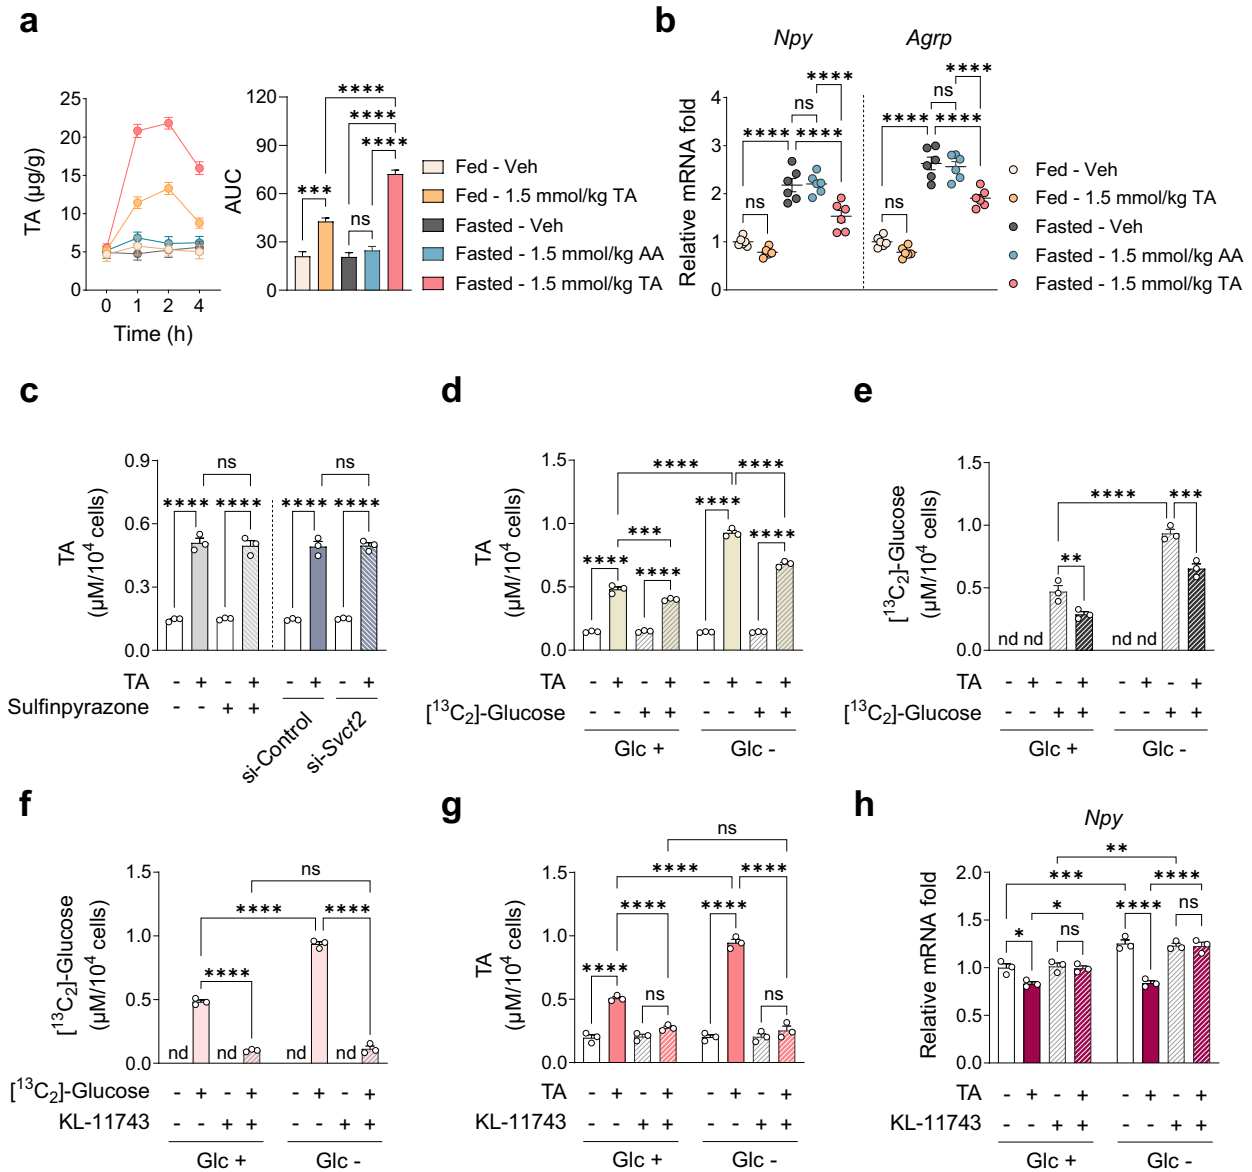 a
TA (µg/g)
25
20
15
10
5
0
0 1 2 4
Time (h)
AUC
120
90
60
30
0
*** **** **** **** ns
Fed - Veh
Fed - 1.5 mmol/kg TA
Fasted - Veh
Fasted - 1.5 mmol/kg AA
Fasted - 1.5 mmol/kg TA
b
Npy Agrp
Relative mRNA fold
4
3
2
1
0
ns **** ns **** ****
ns **** ns **** ****
Fed - Veh
Fed - 1.5 mmol/kg TA
Fasted - Veh
Fasted - 1.5 mmol/kg AA
Fasted - 1.5 mmol/kg TA
c
TA
(µM/10⁴ cells)
0.9
0.6
0.3
0.0
ns ns
**** **** **** ****
TA - + - + - + - +
Sulfinpyrazone - - + +
si-Control si-Svct2
d
TA
(µM/10⁴ cells)
1.5
1.0
0.5
0.0
**** ****
*** ****
**** **** ****
TA - + - + - + - +
[¹³C₂]-Glucose - - + + - - + +
Glc + Glc -
e
[¹³C₂]-Glucose
(µM/10⁴ cells)
1.5
1.0
0.5
0.0
**** ***
**
nd nd nd nd
TA - + - + - + - +
[¹³C₂]-Glucose - - + + - - + +
Glc + Glc -
f
[¹³C₂]-Glucose
(µM/10⁴ cells)
1.5
1.0
0.5
0.0
ns
**** ****
****
nd nd nd nd
[¹³C₂]-Glucose - + - + - + - +
KL-11743 - - + + - - + +
Glc + Glc -
g
TA
(µM/10⁴ cells)
1.5
1.0
0.5
0.0
ns
**** ****
**** ****
**** ns ns
TA - + - + - + - +
KL-11743 - - + + - - + +
Glc + Glc -
h
Npy
Relative mRNA fold
2.0
1.5
1.0
0.5
0.0
**
*** ****
* **** ns
* ns
TA - + - + - + - +
KL-11743 - - + + - - + +
Glc + Glc -